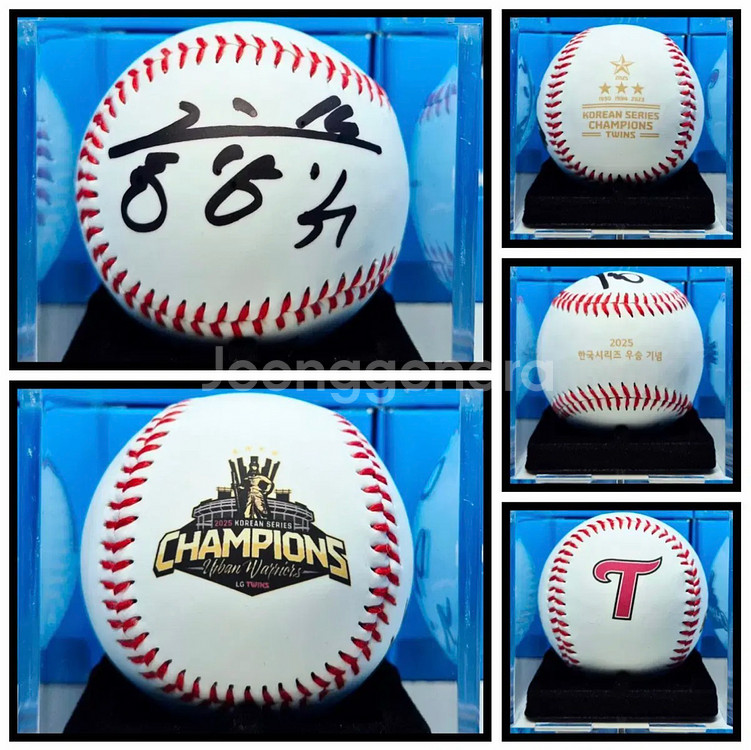 2025
1990 1994 2023
KOREAN SERIES
CHAMPIONS
TWINS
2025
한국시리즈 우승 기념
Joonggonara
2025 KOREAN SERIES
CHAMPIONS
Urban Warriors
LG TWINS
T